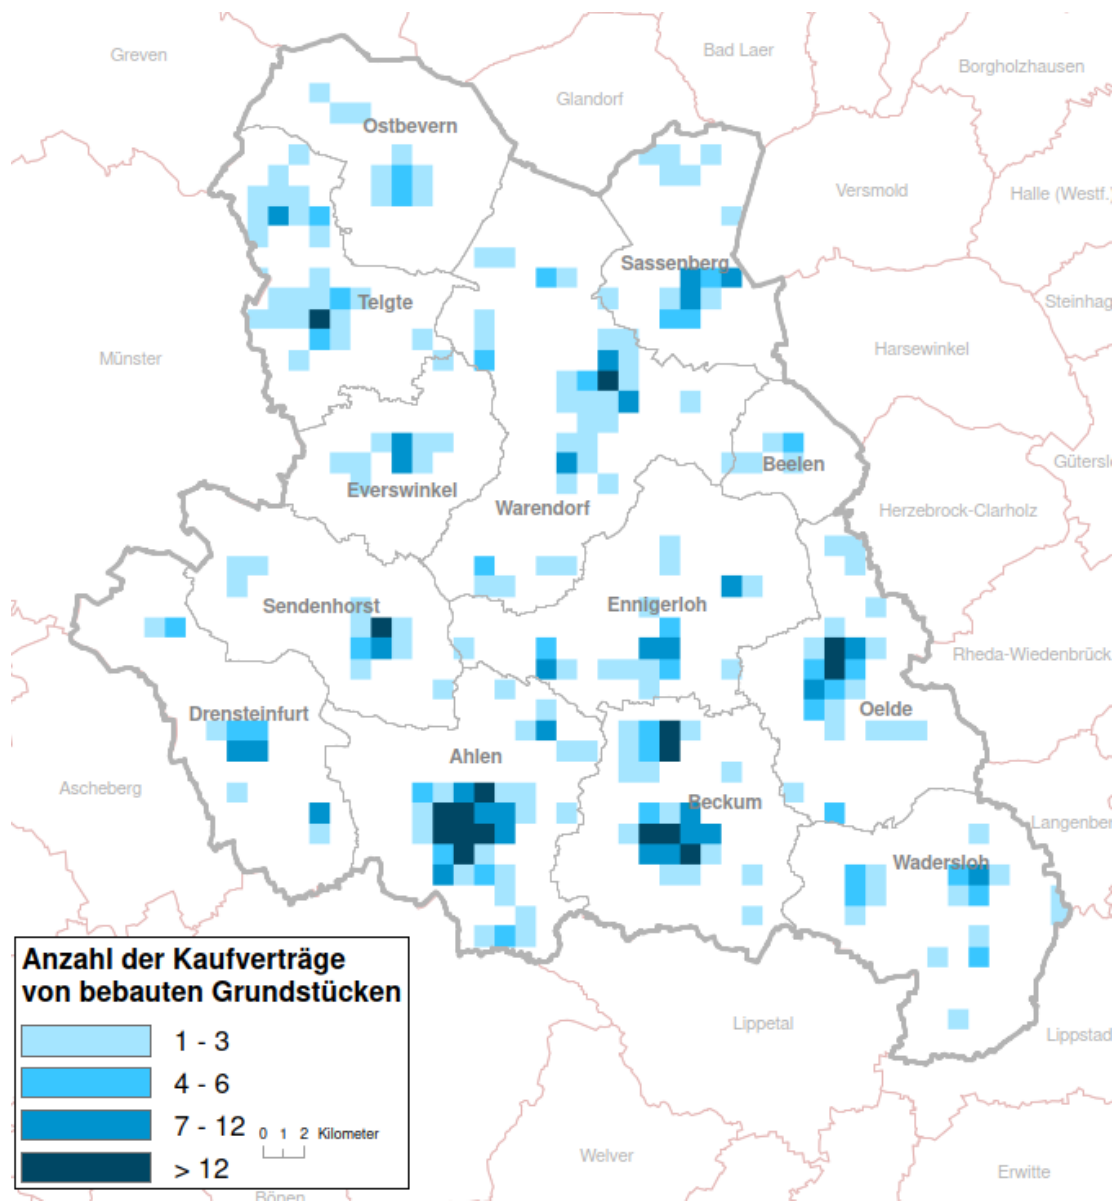 Greven
Bad Laer
Borgholzhausen
Glandorf
Ostbevern
Versmold
Halle (Westf.)
Sassenberg
Telgte
Steinhag
Münster
Harsewinkel
Beelen
Gütersl
Everswinkel
Warendorf
Herzebrock-Clarholz
Sendenhorst
Ennigerloh
Rheda-Wiedenbrück
Drensteinfurt
Oelde
Ahlen
Ascheberg
Beckum
Langenber
Wadersloh
Anzahl der Kaufverträge
von bebauten Grundstücken
1 - 3
4 - 6
7 - 12
> 12
0 1 2 Kilometer
Lippetal
Lippstad
Welver
Erwitte
Bönen